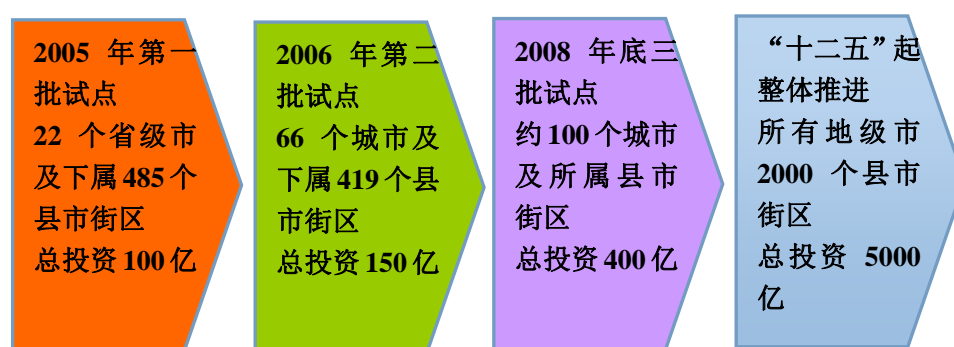 2005 年第一
批试点
22 个省级市
及下属485个
县市街区
总投资100亿
2006 年第二
批试点
66 个城市及
下属419个县
市街区
总投资150亿
2008 年底三
批试点
约100个城市
及所属县市
街区
总投资400亿
“十二五”起
整体推进
所有地级市
2000 个县市
街区
总投资 5000
亿